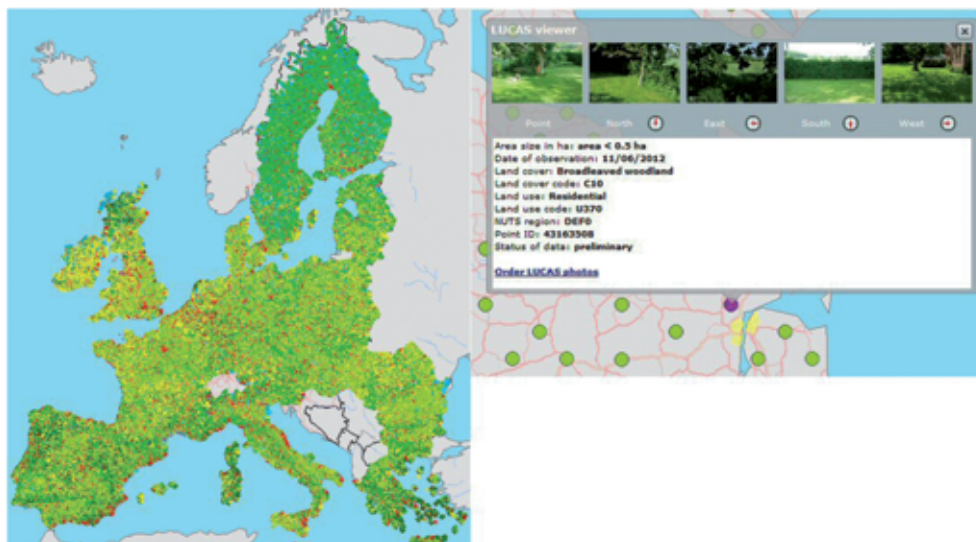 LUCAS viewer
Point North East South West
Area size in ha: area < 0.5 ha
Date of observation: 11/06/2012
Land cover: Broadleaved woodland
Land cover code: C10
Land use: Residential
Land use code: U370
NUTS region: DEF0
Point ID: 43163508
Status of data: preliminary
Order LUCAS photos